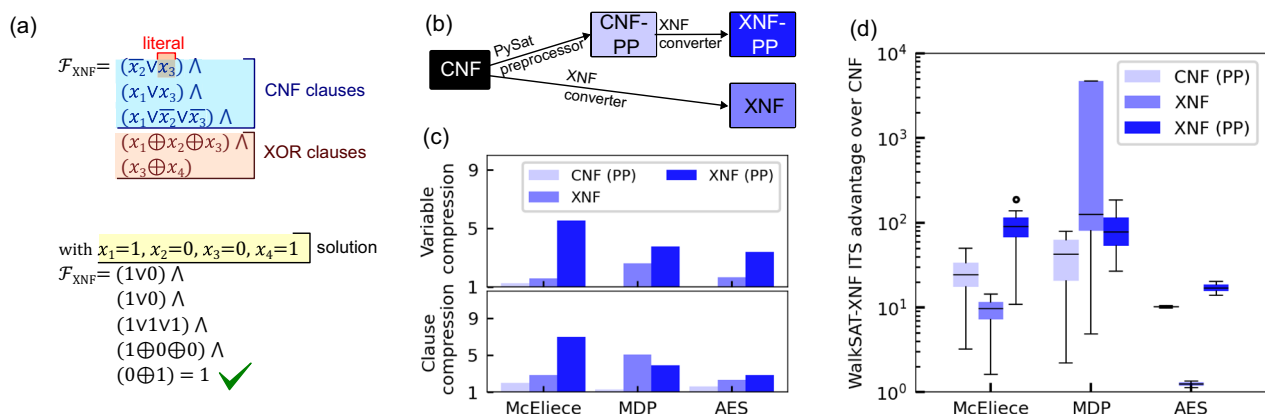 (a)
literal
ℱXNF= (x̅₂∨x₃) ∧
(x₁∨x₃) ∧
(x₁∨x̅₂∨x̅₃) ∧
CNF clauses
(x₁⊕x₂⊕x₃) ∧
(x₃⊕x₄)
XOR clauses
with x₁=1, x₂=0, x₃=0, x₄=1 solution
ℱXNF= (1∨0) ∧
(1∨0) ∧
(1∨1∨1) ∧
(1⊕0⊕0) ∧
(0⊕1) = 1
(b)
CNF
PySat
preprocessor
CNF-
PP
XNF
converter
XNF-
PP
XNF
converter
XNF
(c)
Variable
compression
9
5
1
CNF (PP)
XNF
XNF (PP)
Clause
compression
9
5
1
McEliece MDP AES
(d)
WalkSAT-XNF ITS advantage over CNF
10⁴
10³
10²
10¹
10⁰
CNF (PP)
XNF
XNF (PP)
McEliece MDP AES